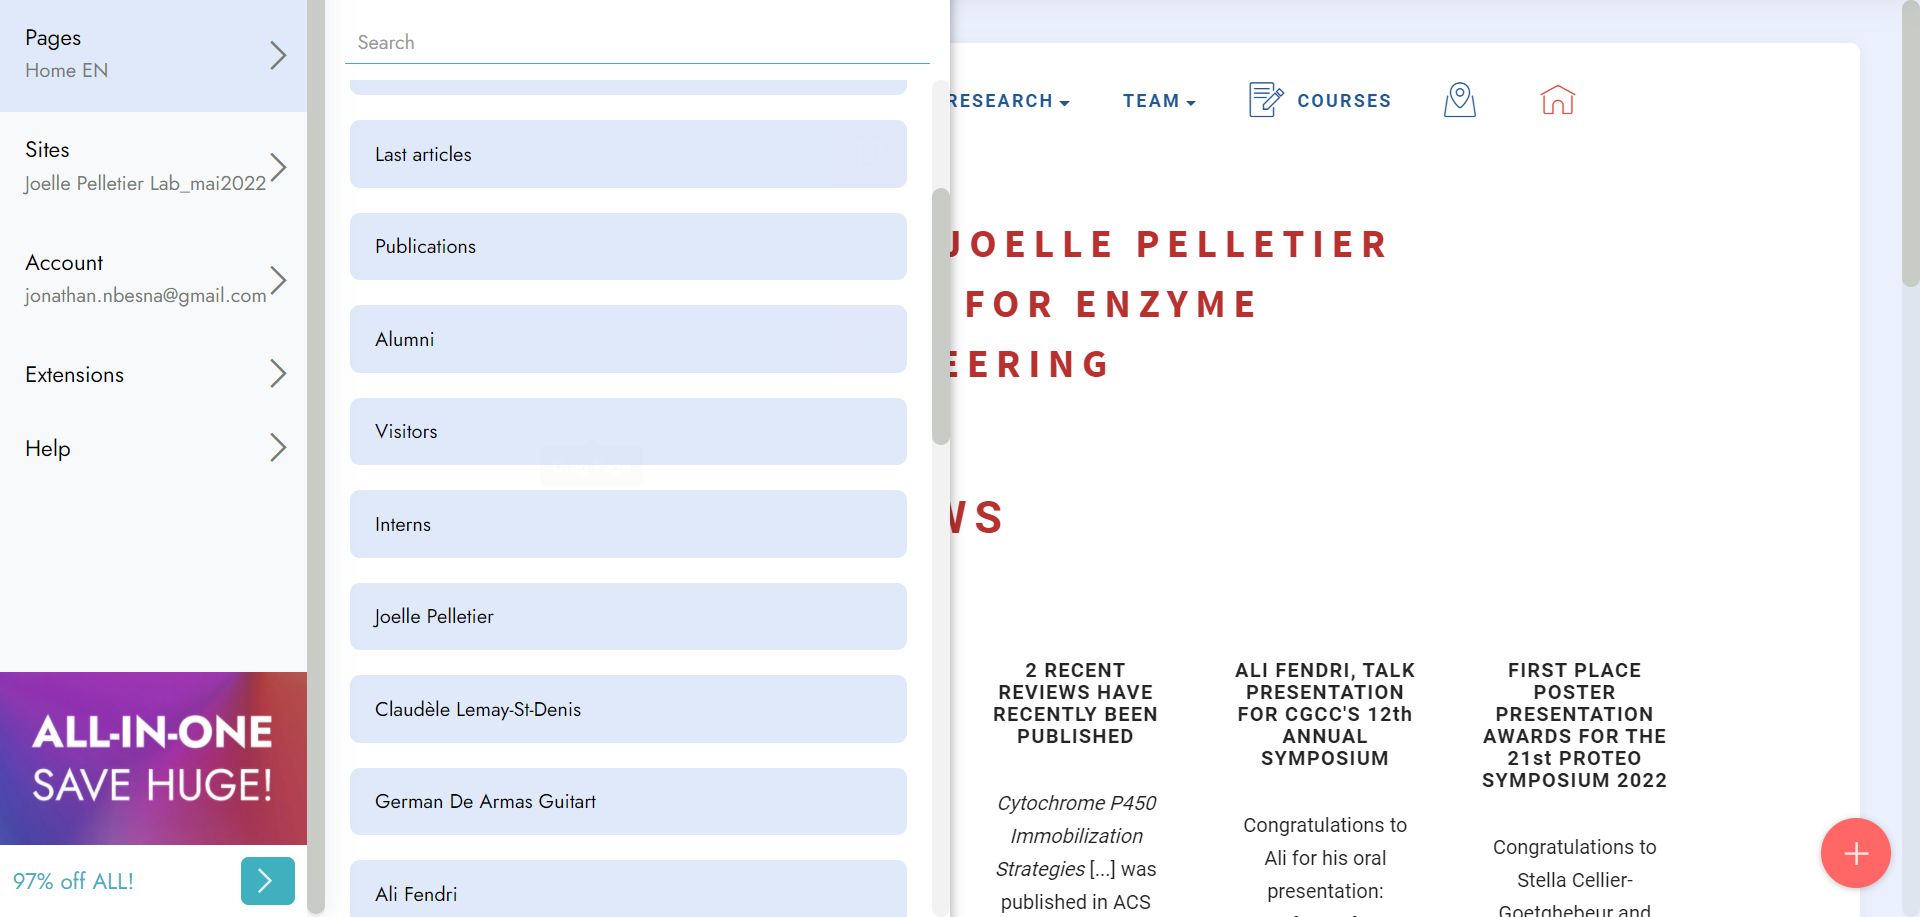 Pages
Home EN
Sites
Joelle Pelletier Lab_mai2022
Account
jonathan.nbesna@gmail.com
Extensions
Help
ALL-IN-ONE
SAVE HUGE!
97% off ALL!
Search
Last articles
Publications
Alumni
Visitors
Interns
Joelle Pelletier
Claudèle Lemay-St-Denis
German De Armas Guitart
Ali Fendri
RESEARCH
TEAM
COURSES
JOELLE PELLETIER
FOR ENZYME
EERING
WS
2 RECENT
REVIEWS HAVE
RECENTLY BEEN
PUBLISHED
Cytochrome P450
Immobilization
Strategies [...] was
published in ACS
ALI FENDRI, TALK
PRESENTATION
FOR CGCC'S 12th
ANNUAL
SYMPOSIUM
Congratulations to
Ali for his oral
presentation:
FIRST PLACE
POSTER
PRESENTATION
AWARDS FOR THE
21st PROTEO
SYMPOSIUM 2022
Congratulations to
Stella Cellier-
Goetghebeur and